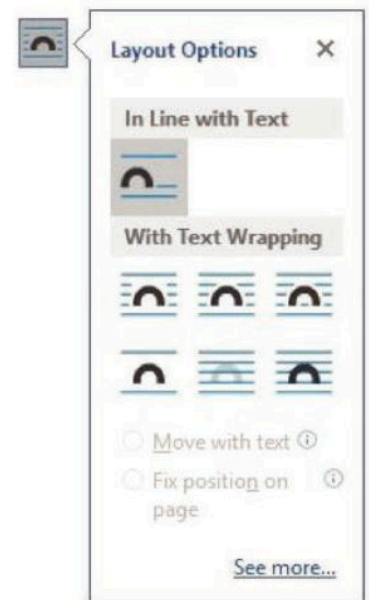 Layout Options
In Line with Text
With Text Wrapping
Move with text
Fix position on
page
See more...